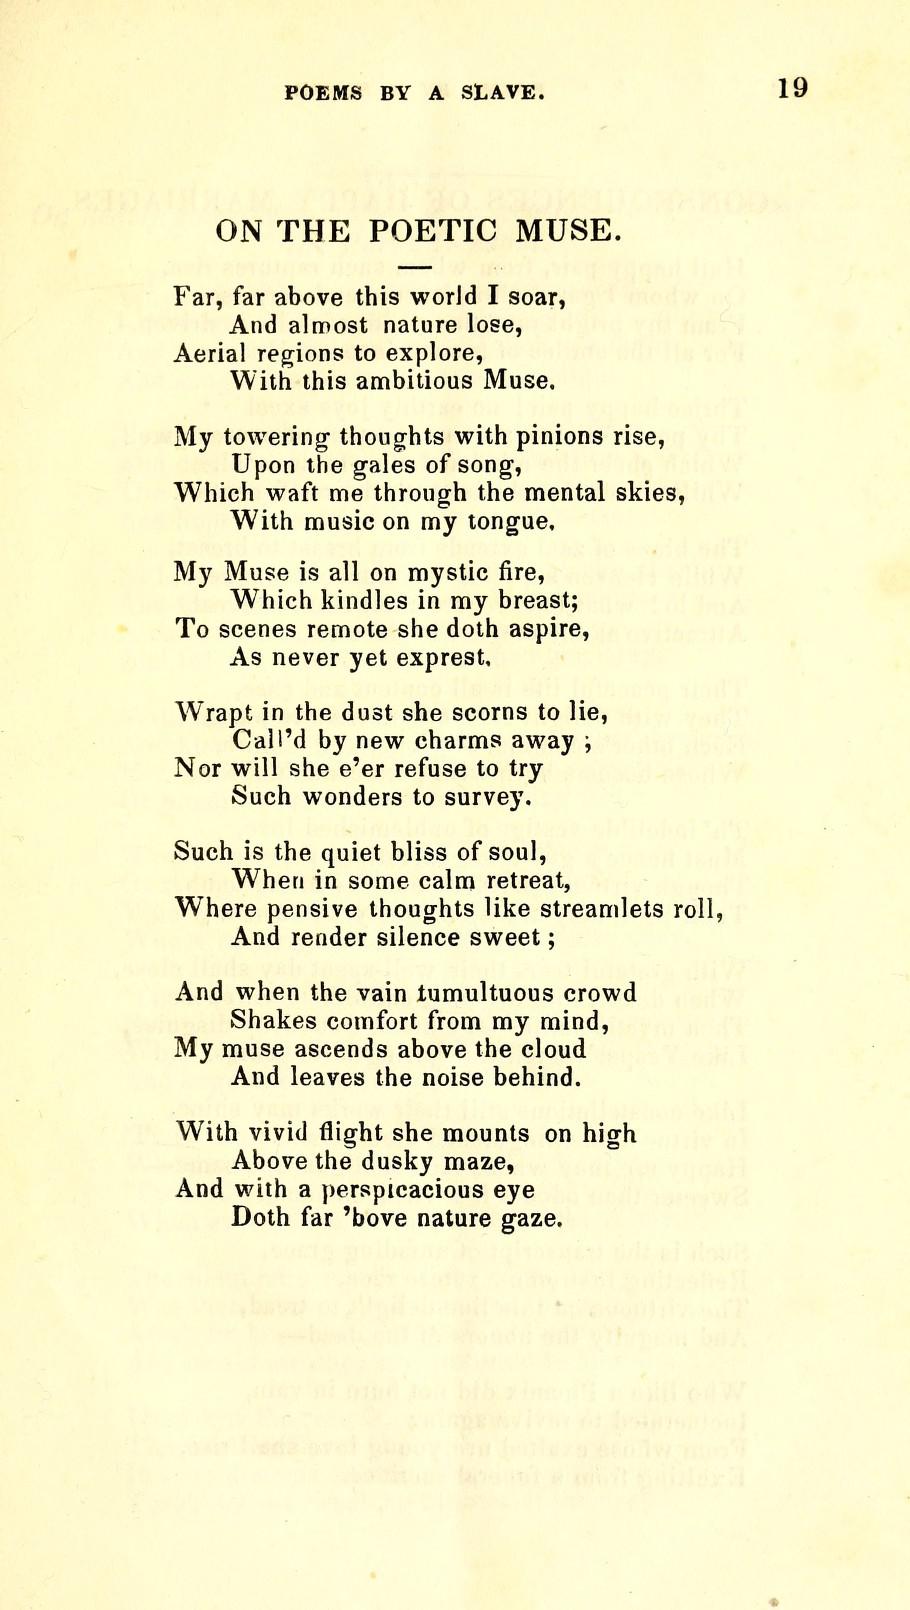 POEMS BY A SLAVE. 19
ON THE POETIC MUSE.
Far, far above this world I soar,
And almost nature lose,
Aerial regions to explore,
With this ambitious Muse.
My towering thoughts with pinions rise,
Upon the gales of song,
Which waft me through the mental skies,
With music on my tongue.
My Muse is all on mystic fire,
Which kindles in my breast;
To scenes remote she doth aspire,
As never yet exprest.
Wrapt in the dust she scorns to lie,
Call'd by new charms away ;
Nor will she e'er refuse to try
Such wonders to survey.
Such is the quiet bliss of soul,
When in some calm retreat,
Where pensive thoughts like streamlets roll,
And render silence sweet ;
And when the vain tumultuous crowd
Shakes comfort from my mind,
My muse ascends above the cloud
And leaves the noise behind.
With vivid flight she mounts on high
Above the dusky maze,
And with a perspicacious eye
Doth far 'bove nature gaze.